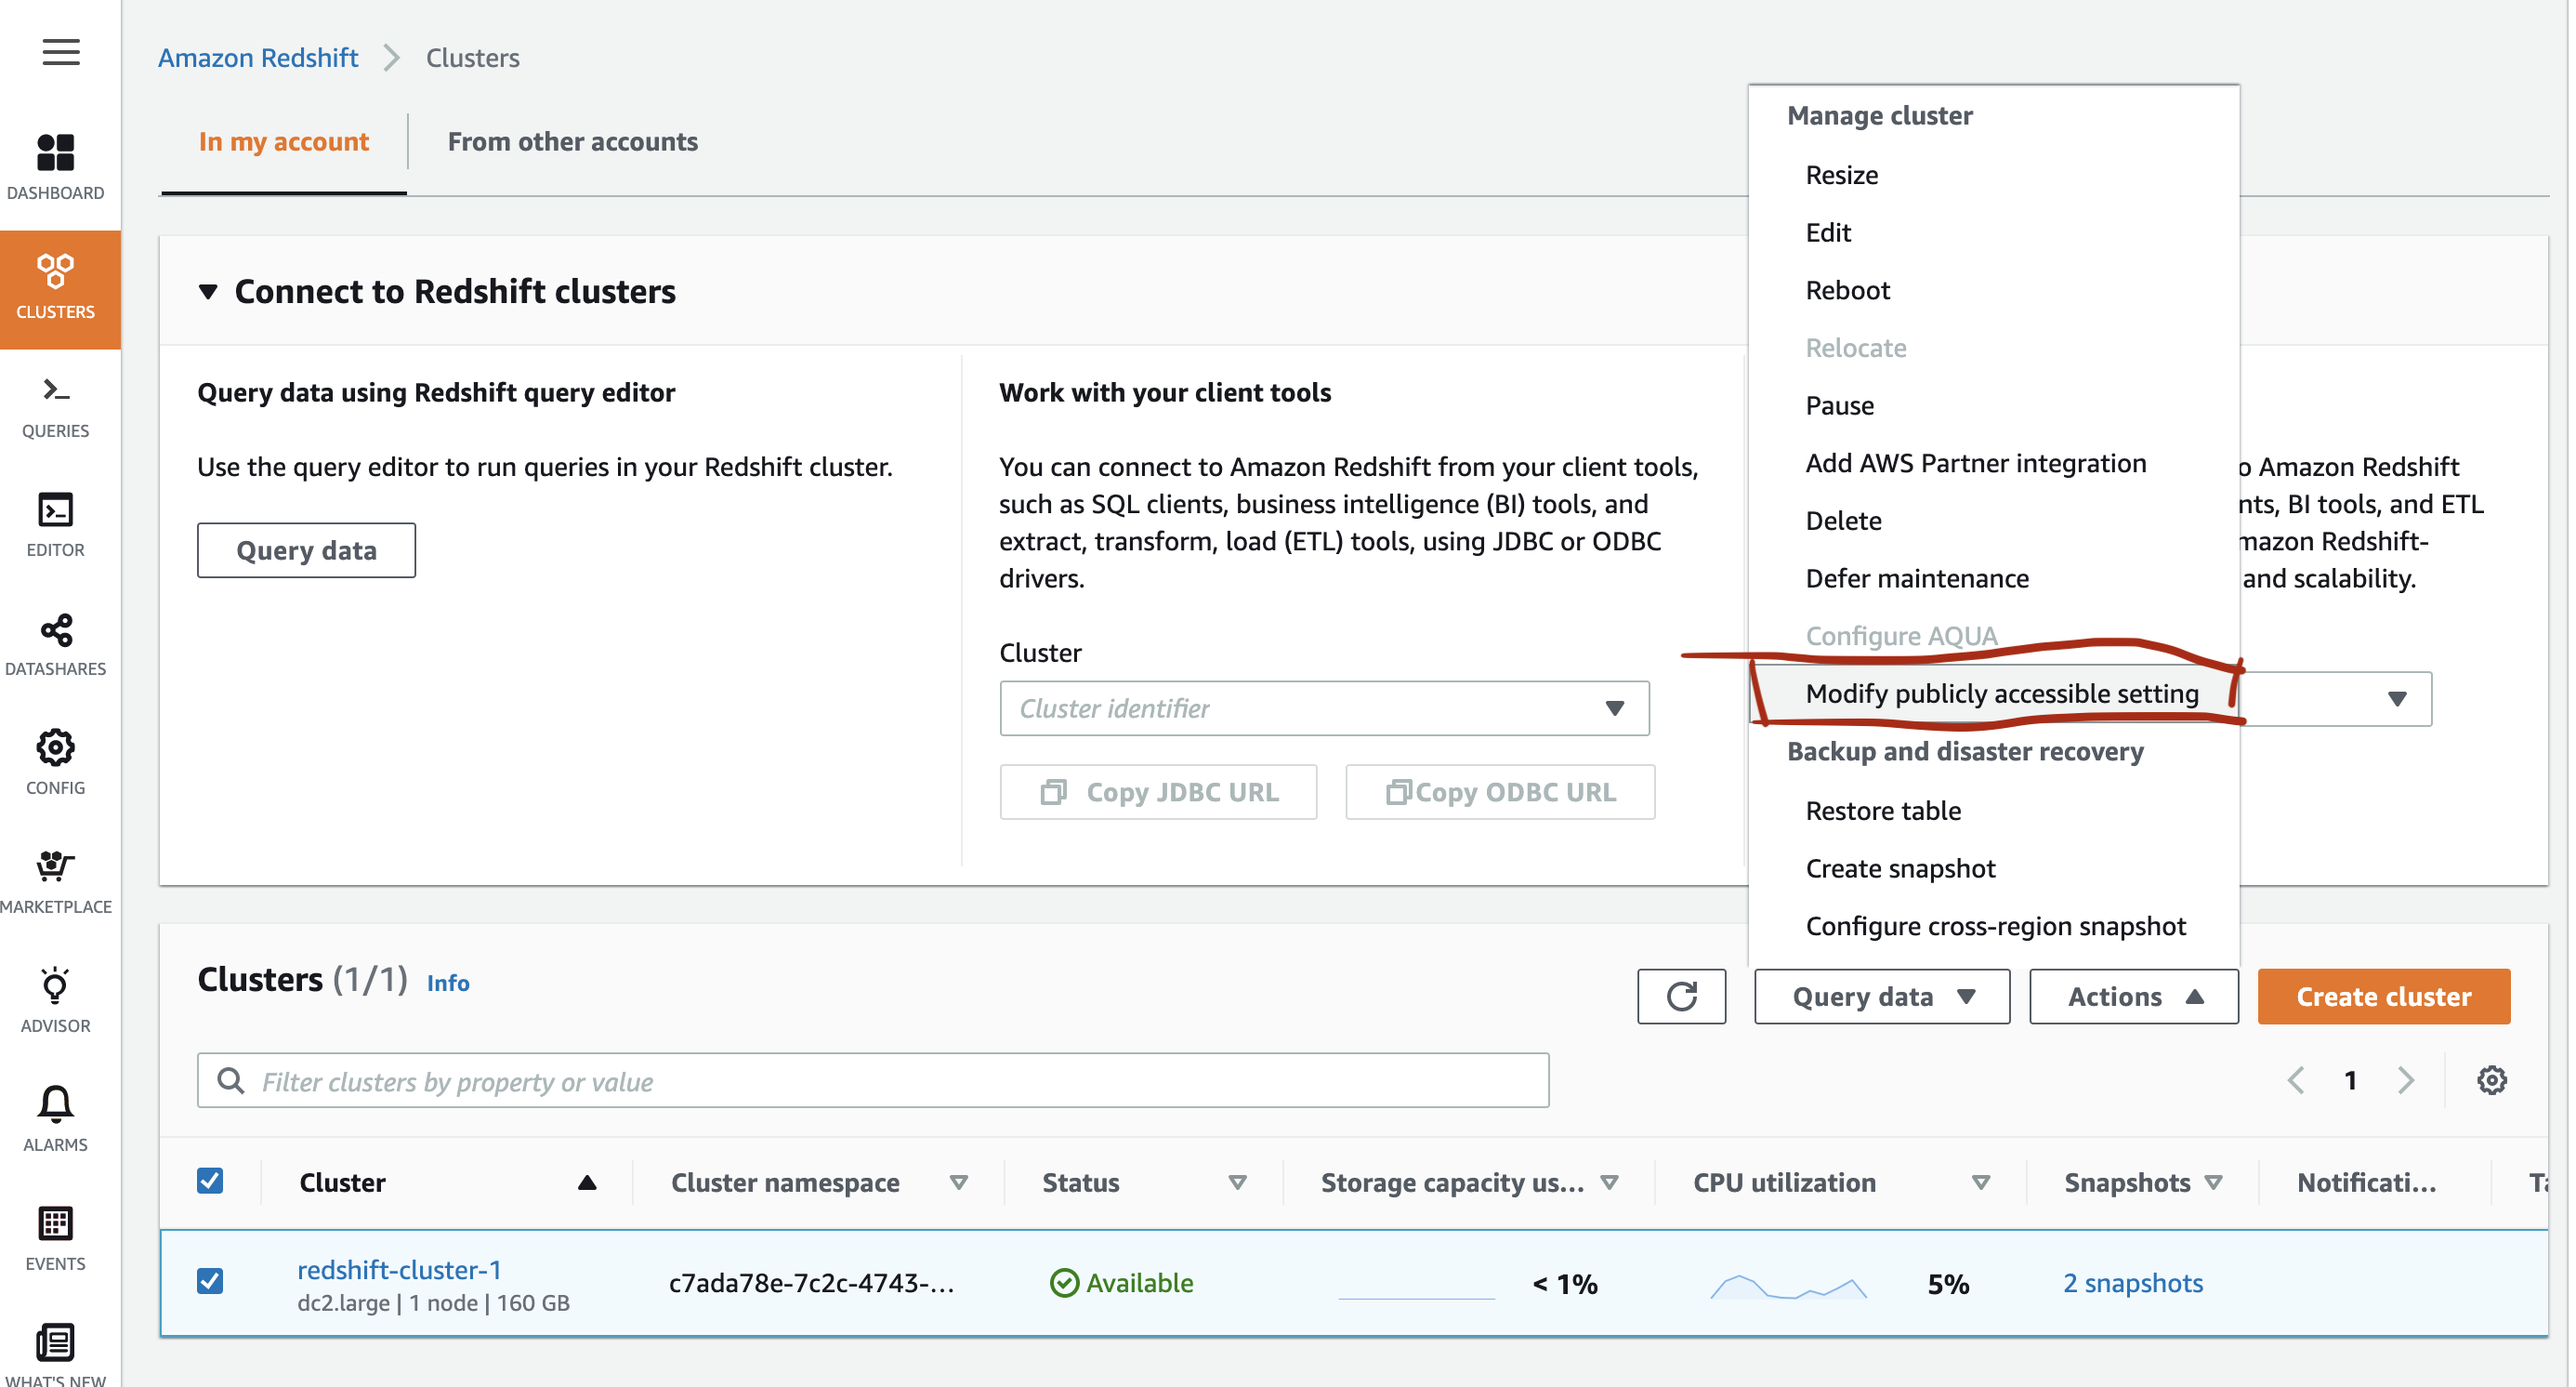 Amazon Redshift
Clusters
In my account
From other accounts
DASHBOARD
CLUSTERS
QUERIES
EDITOR
DATASHARES
CONFIG
MARKETPLACE
ADVISOR
ALARMS
EVENTS
WHAT'S NEW
Connect to Redshift clusters
Query data using Redshift query editor
Use the query editor to run queries in your Redshift cluster.
Query data
Work with your client tools
You can connect to Amazon Redshift from your client tools,
such as SQL clients, business intelligence (BI) tools, and
extract, transform, load (ETL) tools, using JDBC or ODBC
drivers.
Cluster
Cluster identifier
Copy JDBC URL
Copy ODBC URL
Amazon Redshift
BI tools, and ETL
Redshift-
and scalability.
Manage cluster
Resize
Edit
Reboot
Relocate
Pause
Add AWS Partner integration
Delete
Defer maintenance
Configure AQUA
Modify publicly accessible setting
Backup and disaster recovery
Restore table
Create snapshot
Configure cross-region snapshot
Clusters (1/1) Info
Query data
Actions
Create cluster
Filter clusters by property or value
1
Cluster
Cluster namespace
Status
Storage capacity us...
CPU utilization
Snapshots
Notificati...
redshift-cluster-1
dc2.large | 1 node | 160 GB
c7ada78e-7c2c-4743-...
Available
< 1%
5%
2 snapshots